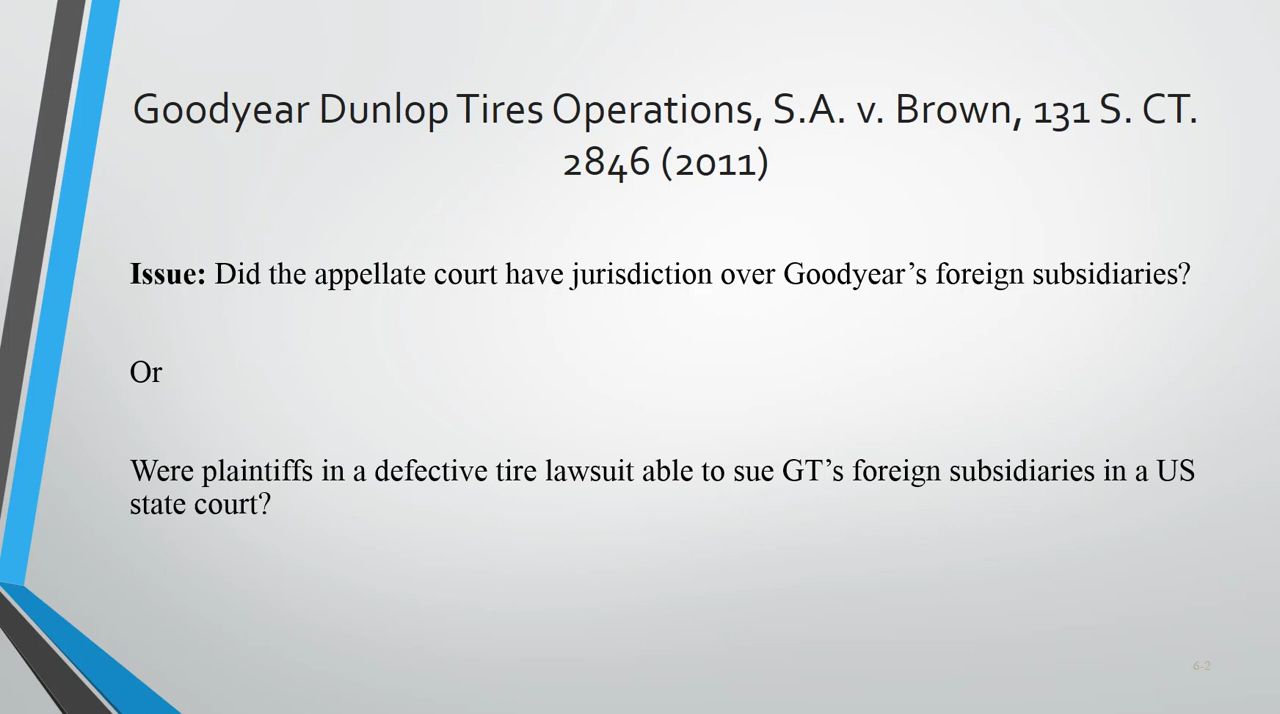 Goodyear Dunlop Tires Operations, S.A. v. Brown, 131 S. CT.
2846 (2011)
Issue: Did the appellate court have jurisdiction over Goodyear’s foreign subsidiaries?
Or
Were plaintiffs in a defective tire lawsuit able to sue GT’s foreign subsidiaries in a US
state court?
6-2